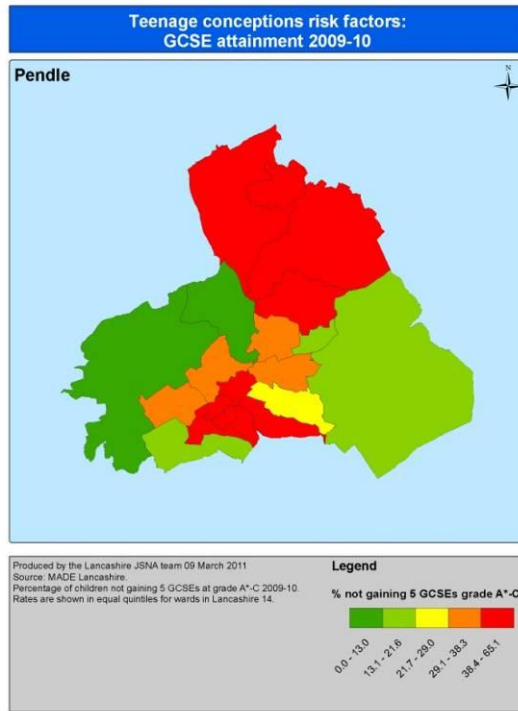 Teenage conceptions risk factors:
GCSE attainment 2009-10
Pendle
N
Produced by the Lancashire JSNA team 09 March 2011
Source: MADE Lancashire.
Percentage of children not gaining 5 GCSEs at grade A*-C 2009-10.
Rates are shown in equal quintiles for wards in Lancashire 14.
Legend
% not gaining 5 GCSEs grade A*-C
0.0 - 13.0
13.1 - 21.6
21.7 - 29.0
29.1 - 38.3
38.4 - 65.1